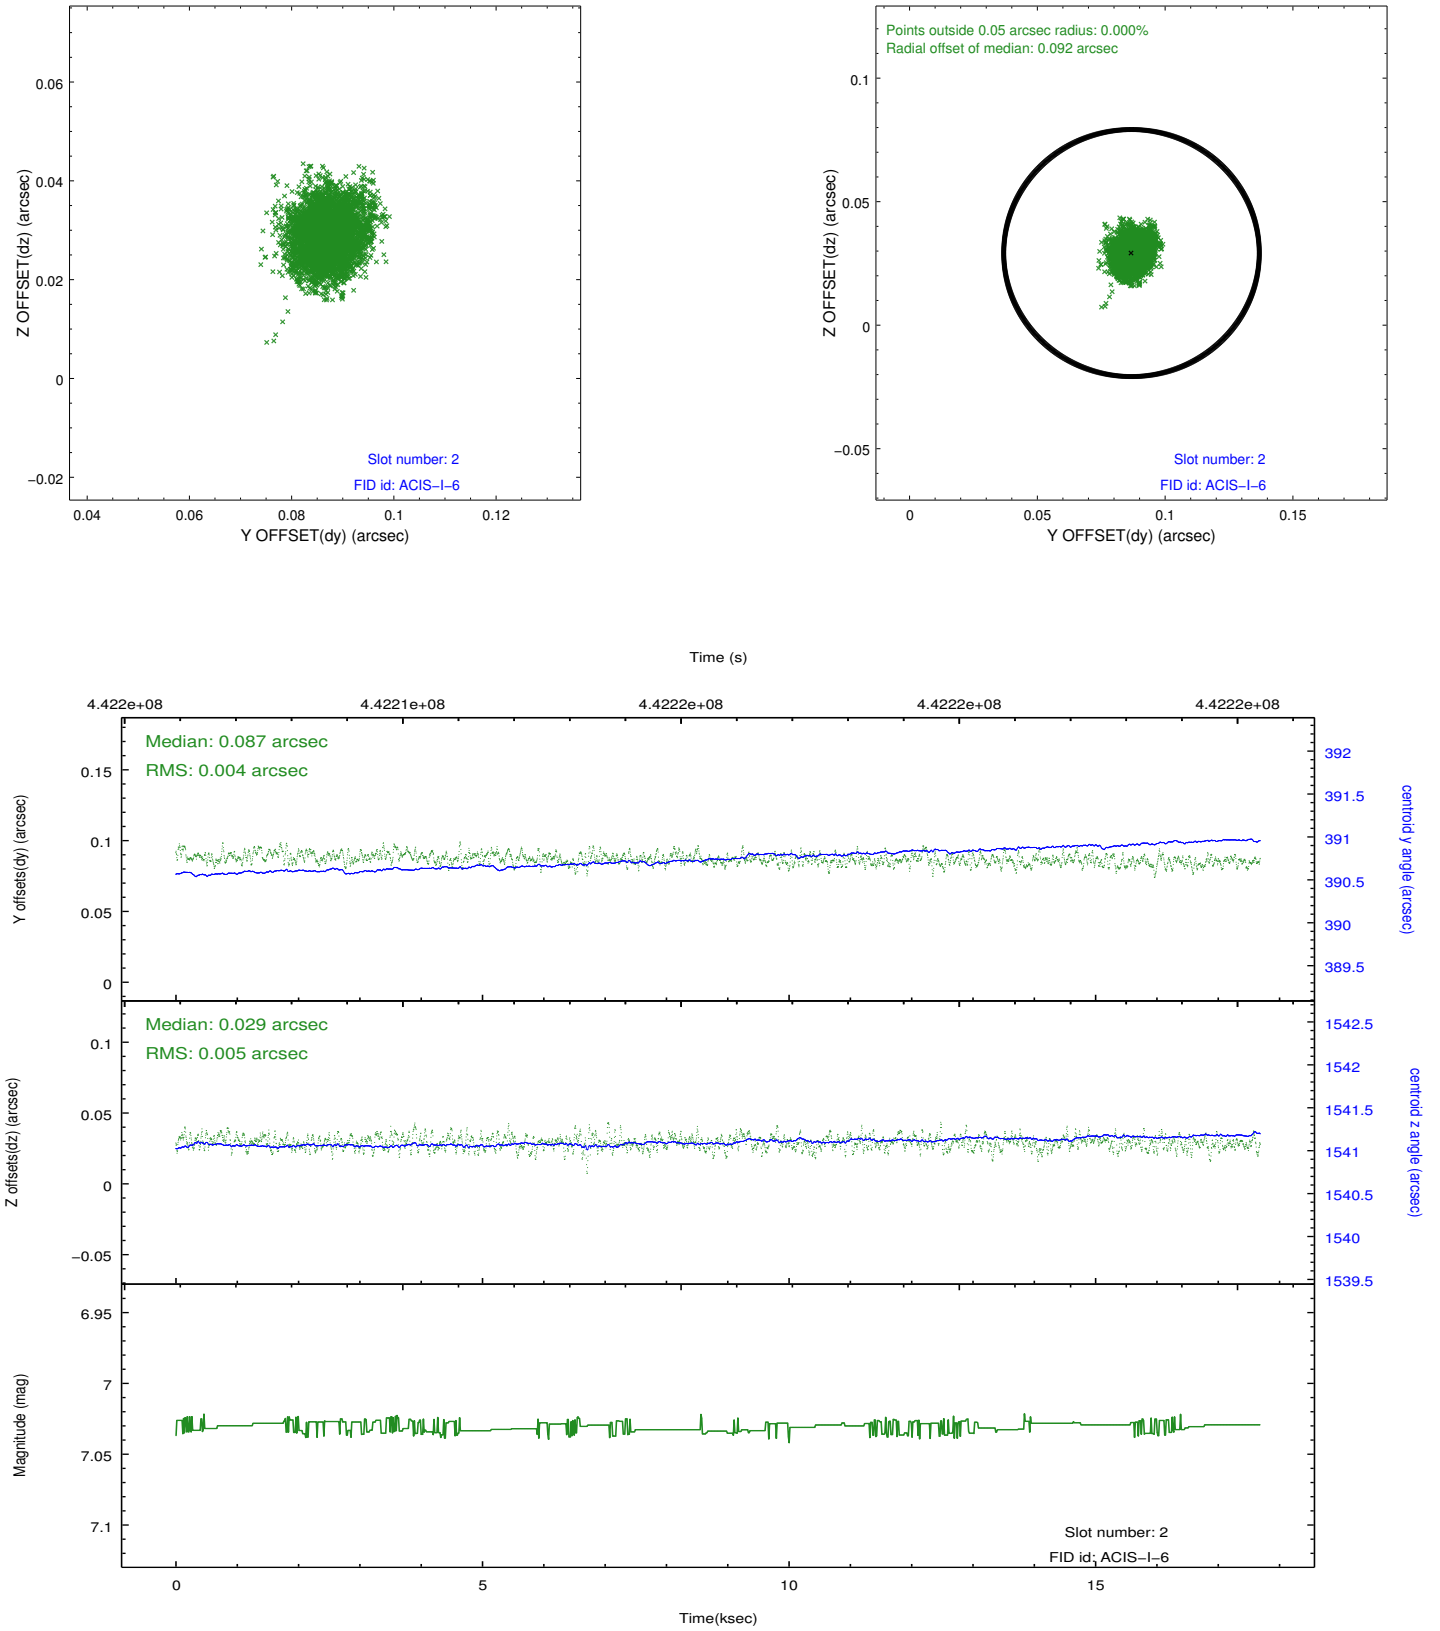 0.06
0.04
0.02
0
−0.02
Z OFFSET(dz) (arcsec)
Slot number: 2
FID id: ACIS−I−6
0.04 0.06 0.08 0.1 0.12
Y OFFSET(dy) (arcsec)
Points outside 0.05 arcsec radius: 0.000%
Radial offset of median: 0.092 arcsec
0.1
0.05
0
−0.05
Z OFFSET(dz) (arcsec)
Slot number: 2
FID id: ACIS−I−6
0 0.05 0.1 0.15
Y OFFSET(dy) (arcsec)
Time (s)
4.422e+08 4.4221e+08 4.4222e+08 4.4222e+08 4.4222e+08
Median: 0.087 arcsec
RMS: 0.004 arcsec
0.15
0.1
0.05
0
Y offsets(dy) (arcsec)
392
391.5
391
390.5
390
389.5
centroid y angle (arcsec)
Median: 0.029 arcsec
RMS: 0.005 arcsec
0.1
0.05
0
−0.05
Z offsets(dz) (arcsec)
1542.5
1542
1541.5
1541
1540.5
1540
1539.5
centroid z angle (arcsec)
6.95
7
7.05
7.1
Magnitude (mag)
Slot number: 2
FID id: ACIS−I−6
0 5 10 15
Time(ksec)